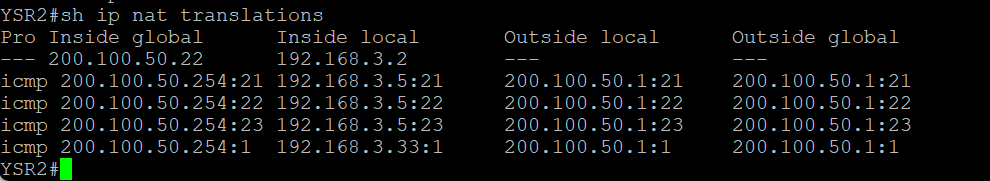 YSR2#sh ip nat translations
Pro Inside global      Inside local       Outside local      Outside global
--- 200.100.50.22      192.168.3.2        ---                ---
icmp 200.100.50.254:21 192.168.3.5:21     200.100.50.1:21    200.100.50.1:21
icmp 200.100.50.254:22 192.168.3.5:22     200.100.50.1:22    200.100.50.1:22
icmp 200.100.50.254:23 192.168.3.5:23     200.100.50.1:23    200.100.50.1:23
icmp 200.100.50.254:1  192.168.3.33:1     200.100.50.1:1     200.100.50.1:1
YSR2#